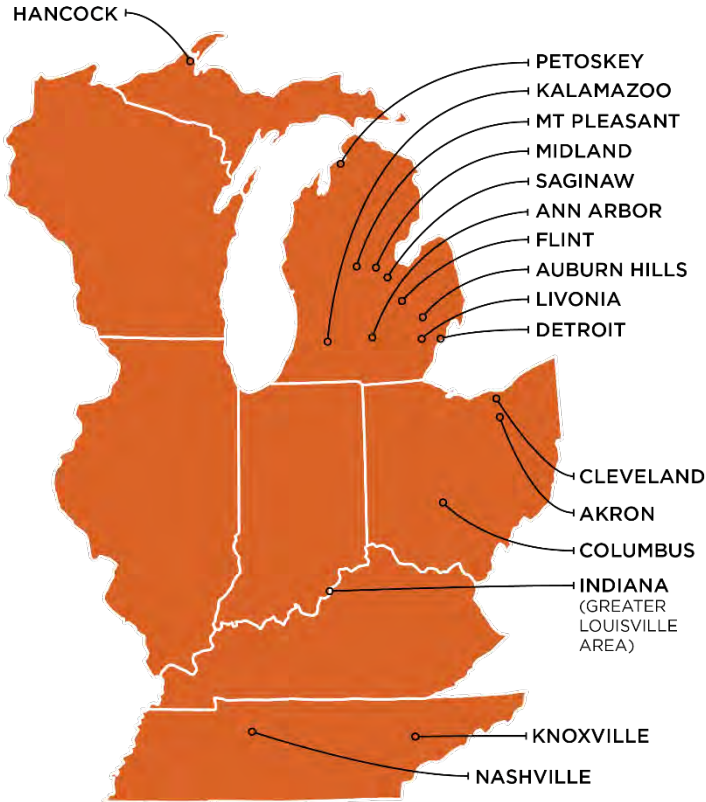 HANCOCK
PETOSKEY
KALAMAZOO
MT PLEASANT
MIDLAND
SAGINAW
ANN ARBOR
FLINT
AUBURN HILLS
LIVONIA
DETROIT
CLEVELAND
AKRON
COLUMBUS
INDIANA
(GREATER
LOUISVILLE
AREA)
KNOXVILLE
NASHVILLE